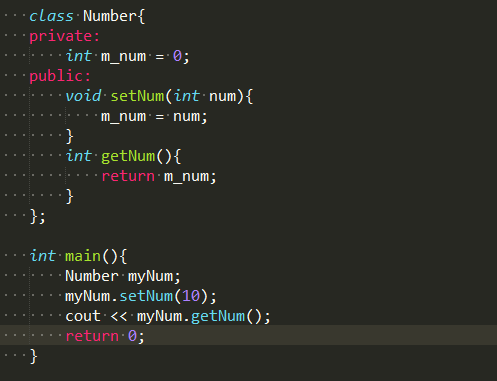 class Number{
private:
    int m_num = 0;
public:
    void setNum(int num){
        m_num = num;
    }
    int getNum(){
        return m_num;
    }
};

int main(){
    Number myNum;
    myNum.setNum(10);
    cout << myNum.getNum();
    return 0;
}